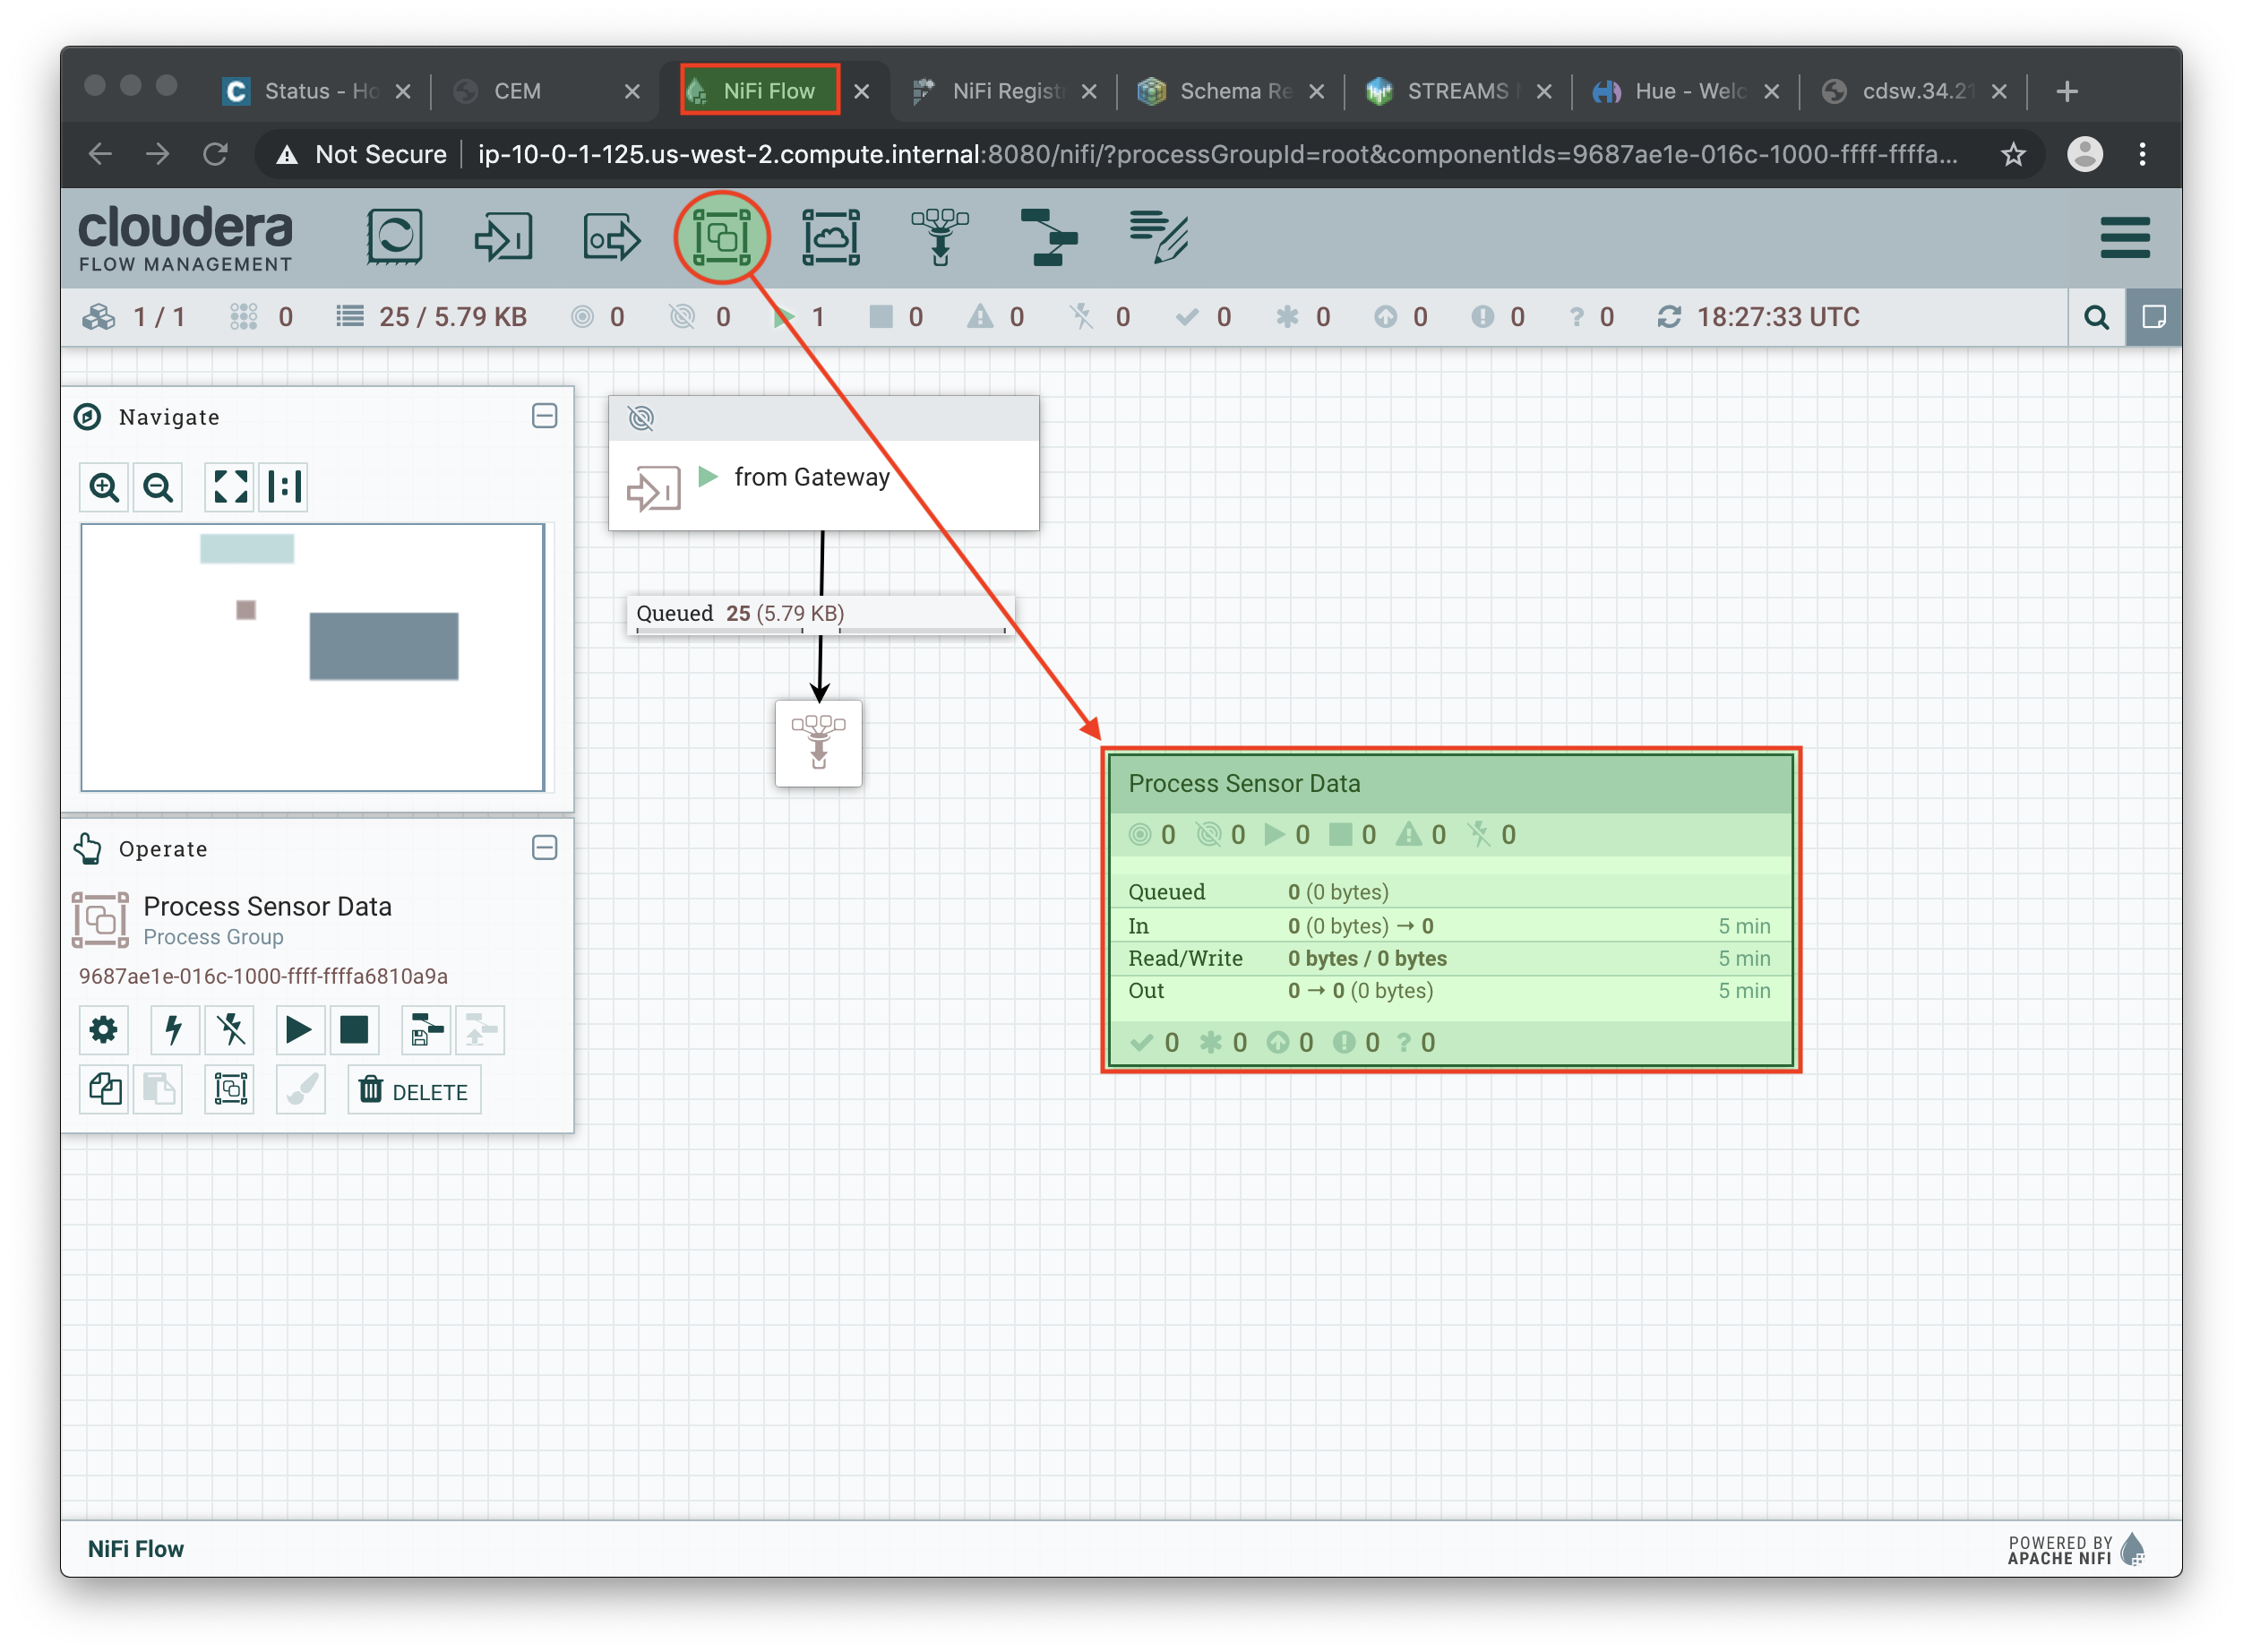 Status - Ho
CEM
NiFi Flow
NiFi Regist
Schema Re
STREAMS
Hue - Welc
cdsw.34.21
Not Secure
ip-10-0-1-125.us-west-2.compute.internal:8080/nifi/?processGroupId=root&componentIds=9687ae1e-016c-1000-ffff-ffffa...
cloudera
FLOW MANAGEMENT
1 / 1 0 25 / 5.79 KB 0 0 1 0 0 0 0 0 0 0 ? 0 18:27:33 UTC
Navigate
from Gateway
Queued 25 (5.79 KB)
Operate
Process Sensor Data
Process Group
9687ae1e-016c-1000-ffff-ffffa6810a9a
DELETE
Process Sensor Data
0 0 0 0 0 0
Queued 0 (0 bytes)
In 0 (0 bytes) → 0 5 min
Read/Write 0 bytes / 0 bytes 5 min
Out 0 → 0 (0 bytes) 5 min
0 0 0 0 ? 0
NiFi Flow
POWERED BY
APACHE NIFI